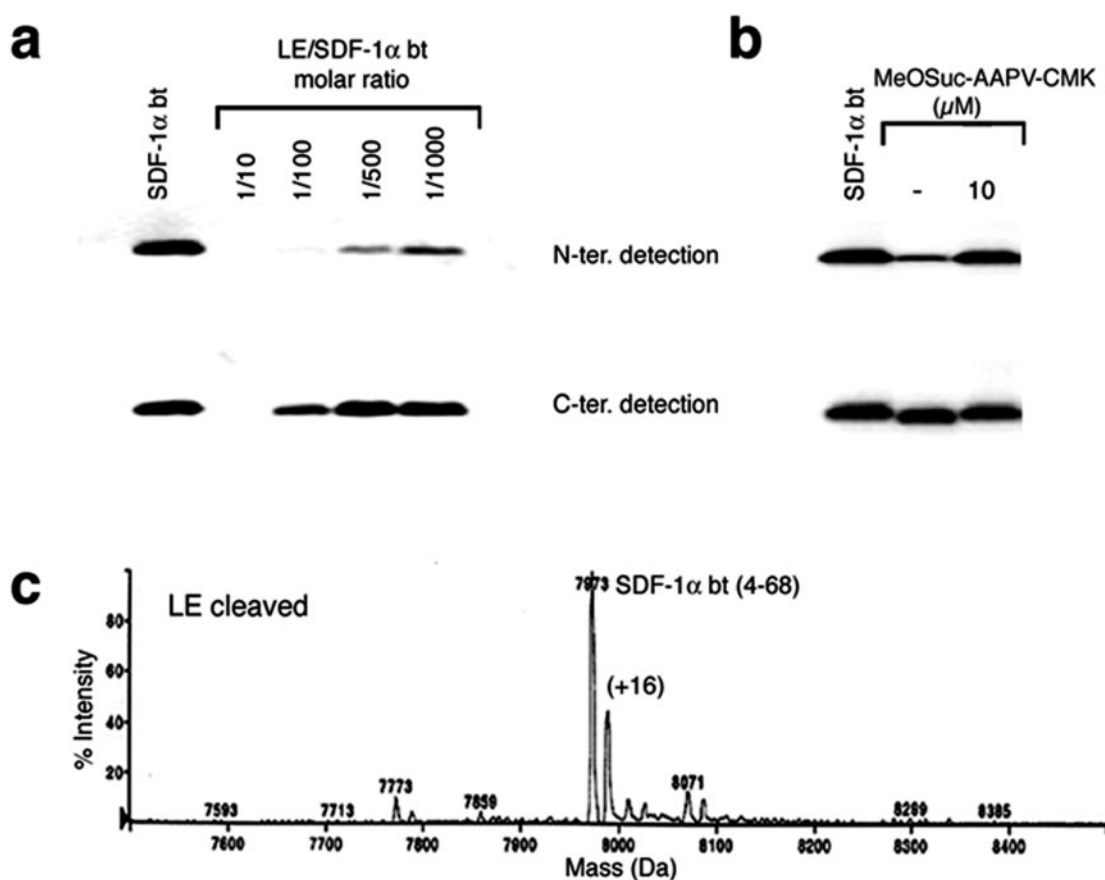 a
LE/SDF-1α bt
molar ratio
SDF-1α bt
1/10
1/100
1/500
1/1000
N-ter. detection
C-ter. detection
b
MeOSuc-AAPV-CMK
(µM)
SDF-1α bt
-
10
c
LE cleaved
7973
SDF-1α bt (4-68)
(+16)
7593
7713
7773
7859
8071
8299
8385
% Intensity
80
60
40
20
7600
7700
7800
7900
8000
8100
8200
8300
8400
Mass (Da)